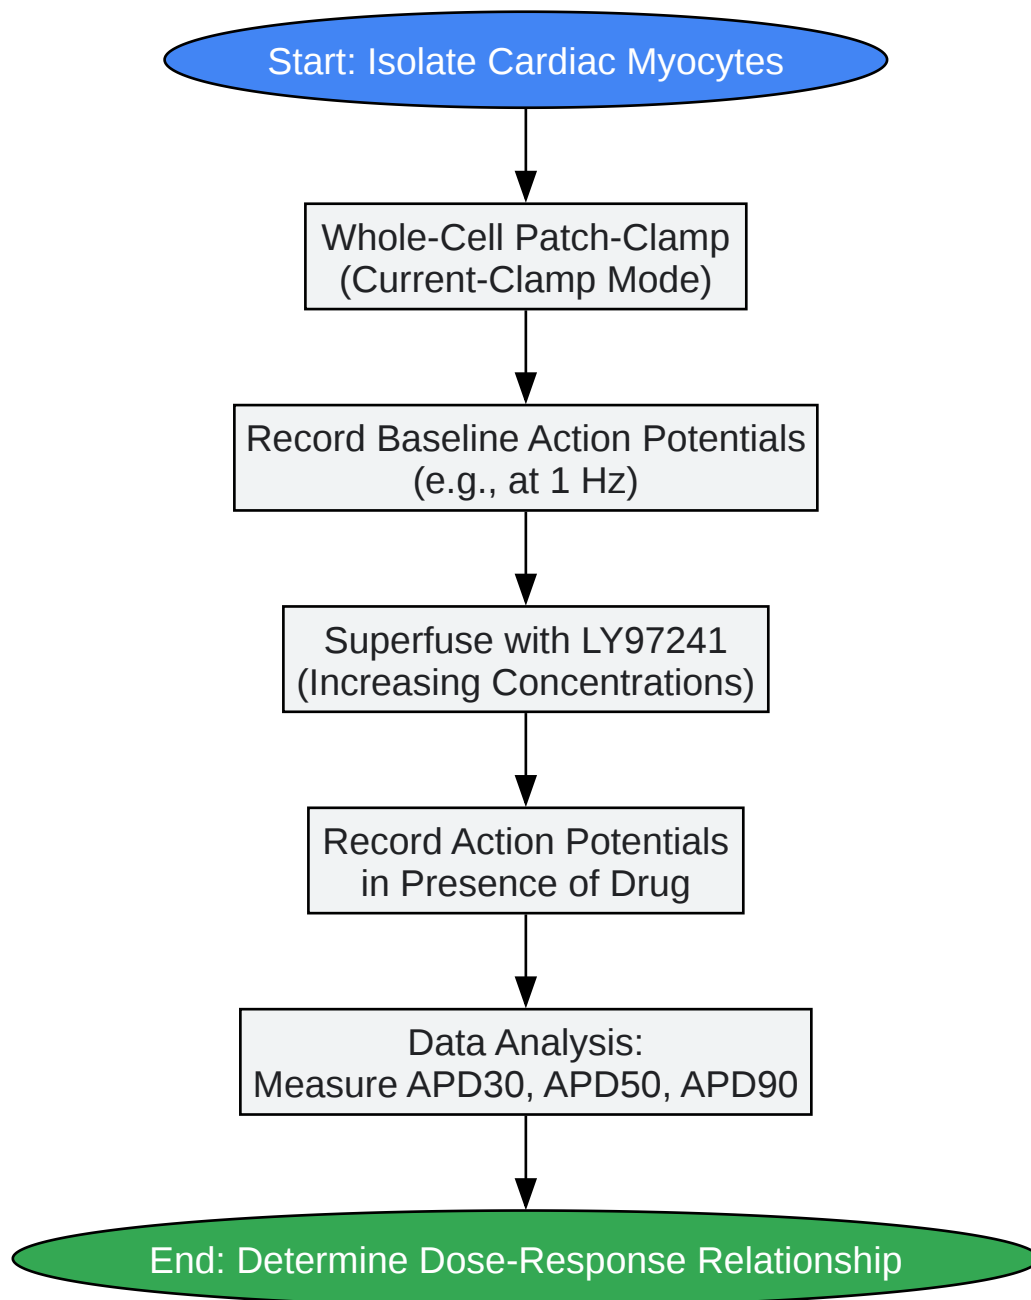 Start: Isolate Cardiac Myocytes
Whole-Cell Patch-Clamp
(Current-Clamp Mode)
Record Baseline Action Potentials
(e.g., at 1 Hz)
Superfuse with LY97241
(Increasing Concentrations)
Record Action Potentials
in Presence of Drug
Data Analysis:
Measure APD30, APD50, APD90
End: Determine Dose-Response Relationship